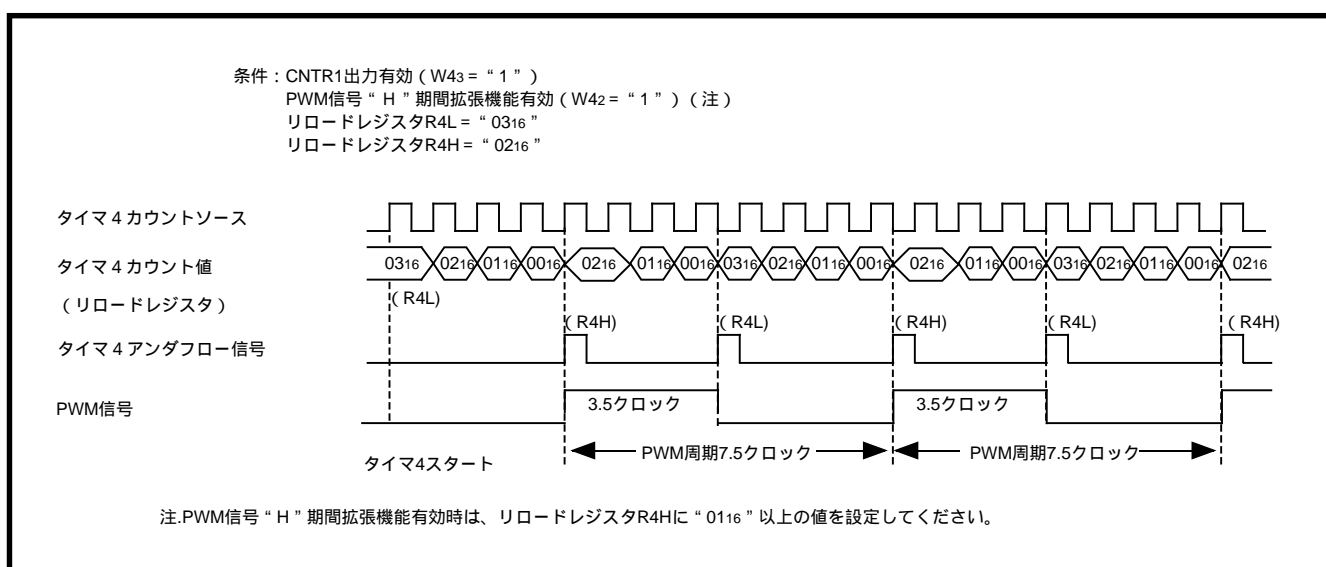 条件：CNTR1出力有効（W43 = “1”）
PWM信号“H”期間拡張機能有効（W42 = “1”）（注）
リロードレジスタR4L = “0316”
リロードレジスタR4H = “0216”
タイマ4カウントソース
タイマ4カウント値
0316 0216 0116 0016 0216 0116 0016 0316 0216 0116 0016 0216 0116 0016 0316 0216 0116 0016 0216
（リロードレジスタ）
(R4L)
(R4H) (R4L) (R4H) (R4L) (R4H)
タイマ4アンダフロー信号
PWM信号
3.5クロック 3.5クロック
PWM周期7.5クロック PWM周期7.5クロック
タイマ4スタート
注.PWM信号“H”期間拡張機能有効時は、リロードレジスタR4Hに“0116”以上の値を設定してください。